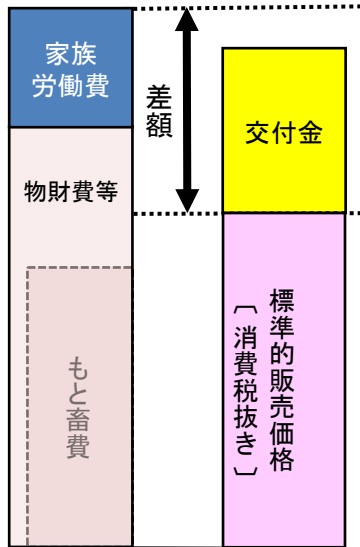 家族
労働費
物財費等
もと畜費
差額
交付金
標準的販売価格
〔消費税抜き〕